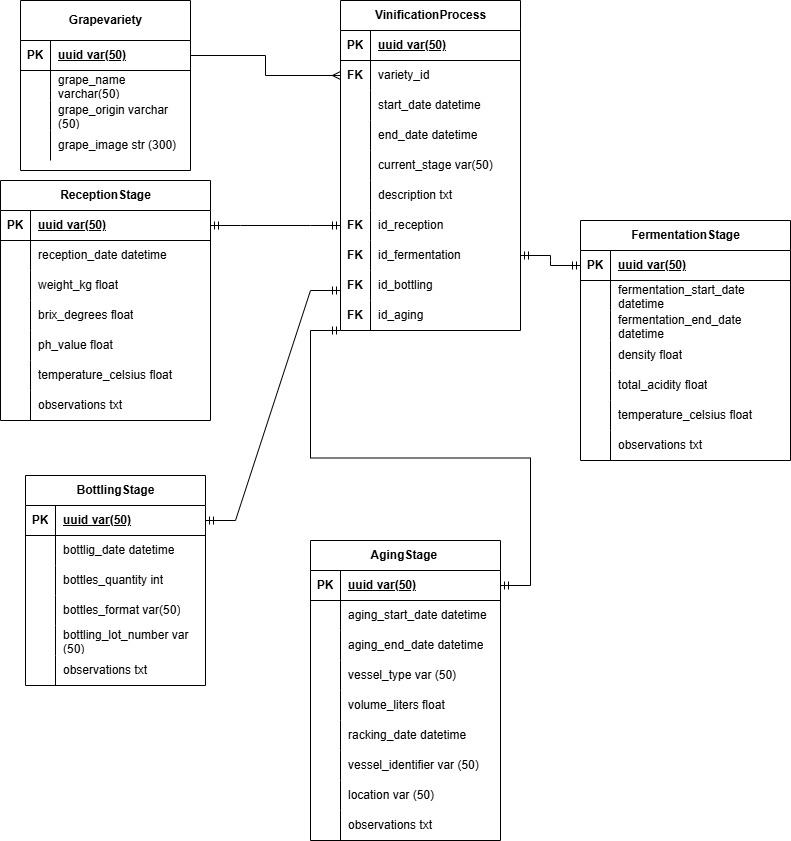 Grapevariety
PK uuid var(50)
grape_name
varchar(50)
grape_origin varchar
(50)
grape_image str (300)
VinificationProcess
PK uuid var(50)
FK variety_id
start_date datetime
end_date datetime
current_stage var(50)
description txt
FK id_reception
FK id_fermentation
FK id_bottling
FK id_aging
ReceptionStage
PK uuid var(50)
reception_date datetime
weight_kg float
brix_degrees float
ph_value float
temperature_celsius float
observations txt
FermentationStage
PK uuid var(50)
fermentation_start_date
datetime
fermentation_end_date
datetime
density float
total_acidity float
temperature_celsius float
observations txt
BottlingStage
PK uuid var(50)
bottlig_date datetime
bottles_quantity int
bottles_format var(50)
bottling_lot_number var
(50)
observations txt
AgingStage
PK uuid var(50)
aging_start_date datetime
aging_end_date datetime
vessel_type var (50)
volume_liters float
racking_date datetime
vessel_identifier var (50)
location var (50)
observations txt